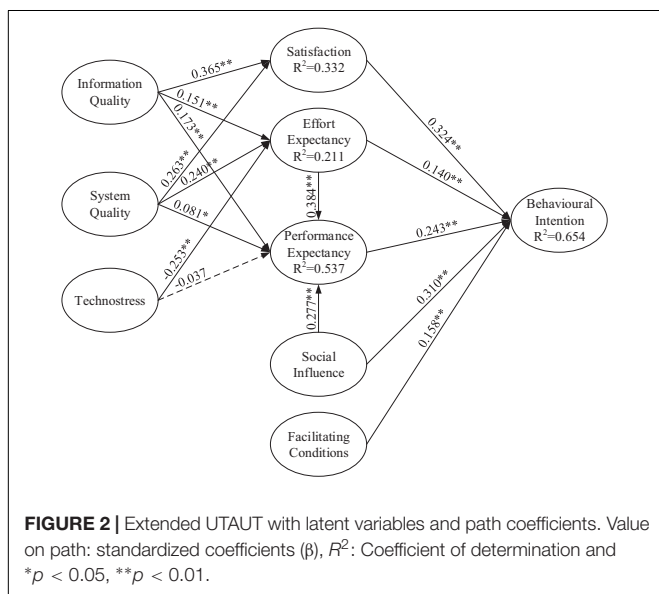 Satisfaction
R²=0.332
0.365**
Information
Quality
0.151**
0.173**
Effort
Expectancy
R²=0.211
0.324**
0.263**
0.240**
0.140**
System
Quality
0.384**
Behavioural
Intention
R²=0.654
0.081*
Performance
Expectancy
R²=0.537
0.243**
-0.253**
-0.037
Technostress
0.310**
0.277**
0.158**
Social
Influence
Facilitating
Conditions
FIGURE 2 | Extended UTAUT with latent variables and path coefficients. Value
on path: standardized coefficients (β), R²: Coefficient of determination and
*p < 0.05, **p < 0.01.